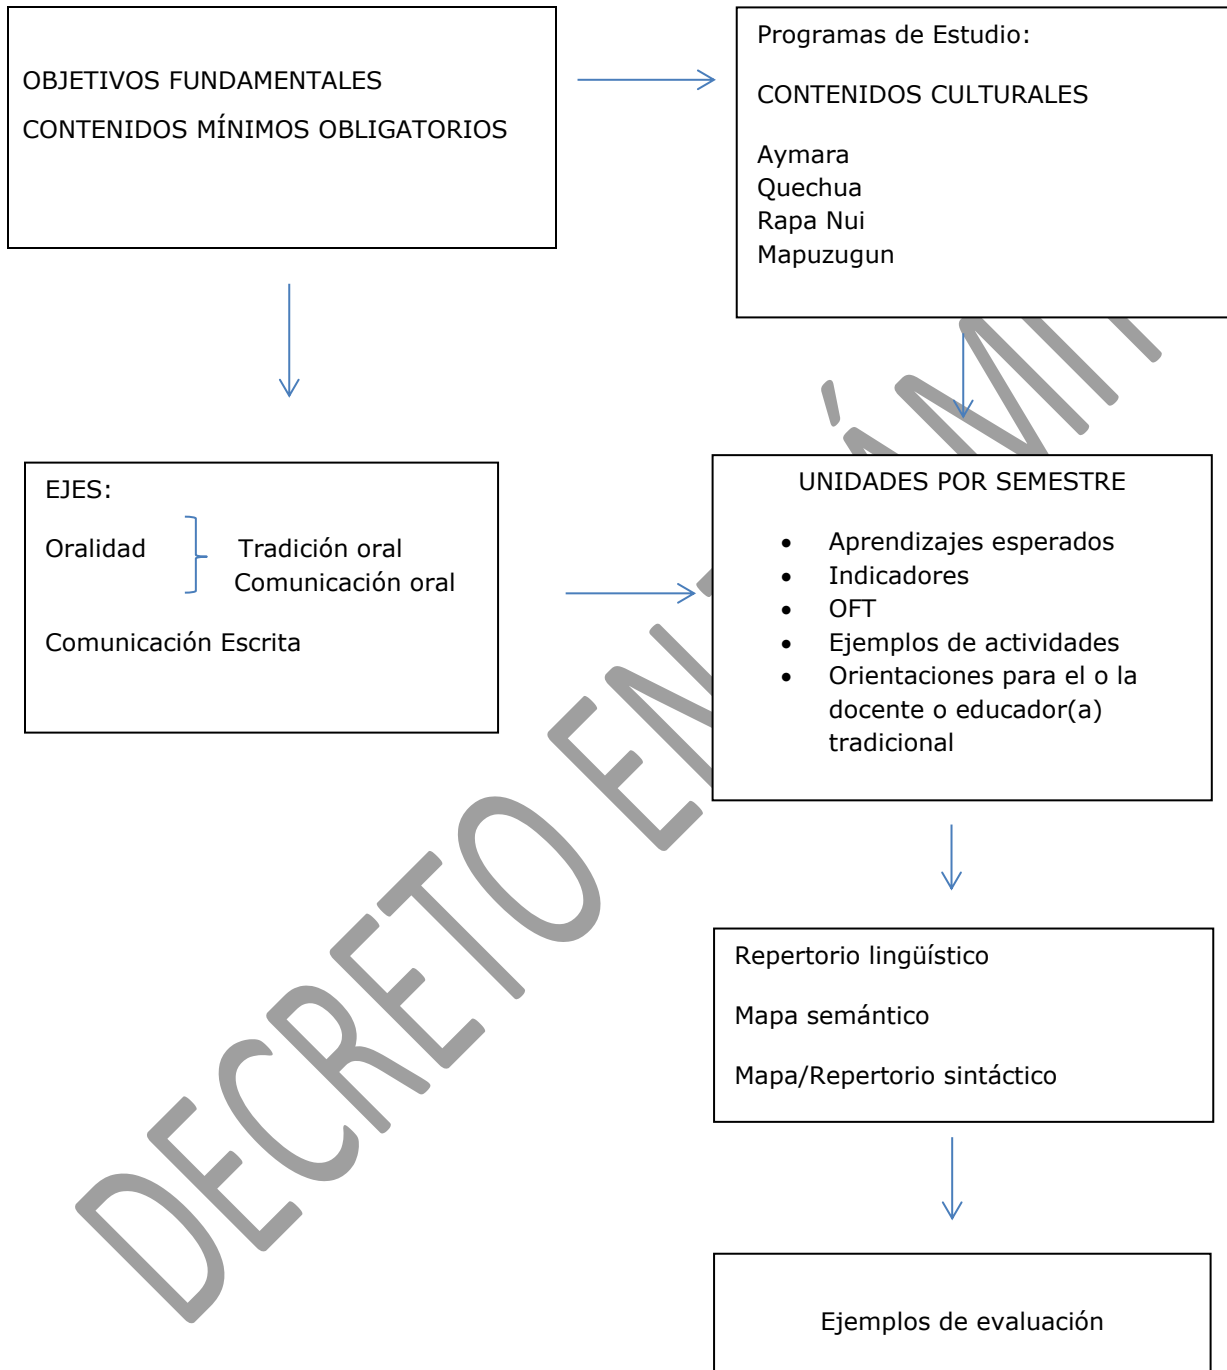 OBJETIVOS FUNDAMENTALES
CONTENIDOS MÍNIMOS OBLIGATORIOS
Programas de Estudio:
CONTENIDOS CULTURALES
Aymara
Quechua
Rapa Nui
Mapuzugun
EJES:
Oralidad
Tradición oral
Comunicación oral
Comunicación Escrita
UNIDADES POR SEMESTRE
• Aprendizajes esperados
• Indicadores
• OFT
• Ejemplos de actividades
• Orientaciones para el o la
docente o educador(a)
tradicional
Repertorio lingüístico
Mapa semántico
Mapa/Repertorio sintáctico
Ejemplos de evaluación
DECRETO EN